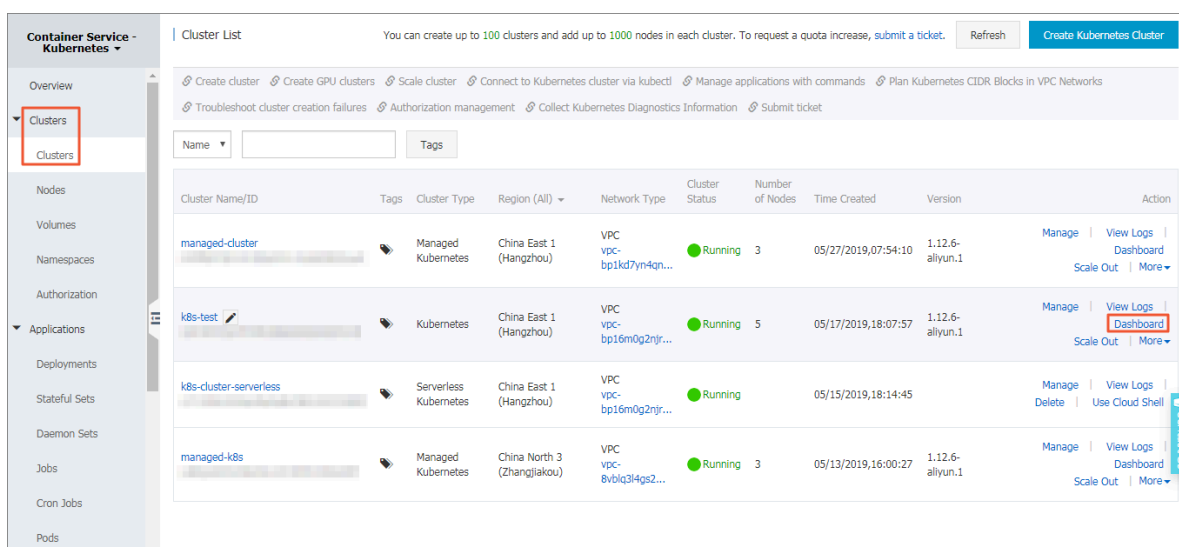 Container Service -
Kubernetes
Overview
Clusters
Clusters
Nodes
Volumes
Namespaces
Authorization
Applications
Deployments
Stateful Sets
Daemon Sets
Jobs
Cron Jobs
Pods
Cluster List
You can create up to 100 clusters and add up to 1000 nodes in each cluster. To request a quota increase, submit a ticket.
Refresh
Create Kubernetes Cluster
Create cluster Create GPU clusters Scale cluster Connect to Kubernetes cluster via kubectl Manage applications with commands Plan Kubernetes CIDR Blocks in VPC Networks
Troubleshoot cluster creation failures Authorization management Collect Kubernetes Diagnostics Information Submit ticket
Name
Tags
Cluster Name/ID Tags Cluster Type Region (All) Network Type Cluster Status Number of Nodes Time Created Version Action
managed-cluster
Managed Kubernetes
China East 1 (Hangzhou)
VPC
vpc-
bp1kd7yn4qn...
Running 3 05/27/2019,07:54:10 1.12.6-aliyun.1
Manage | View Logs |
Dashboard
Scale Out | More
k8s-test
Kubernetes
China East 1 (Hangzhou)
VPC
vpc-
bp16m0g2njr...
Running 5 05/17/2019,18:07:57 1.12.6-aliyun.1
Manage | View Logs |
Dashboard
Scale Out | More
k8s-cluster-serverless
Serverless Kubernetes
China East 1 (Hangzhou)
VPC
vpc-
bp16m0g2njr...
Running 05/15/2019,18:14:45
Manage | View Logs |
Delete | Use Cloud Shell
managed-k8s
Managed Kubernetes
China North 3 (Zhangjiakou)
VPC
vpc-
8vblq3l4gs2...
Running 3 05/13/2019,16:00:27 1.12.6-aliyun.1
Manage | View Logs |
Dashboard
Scale Out | More